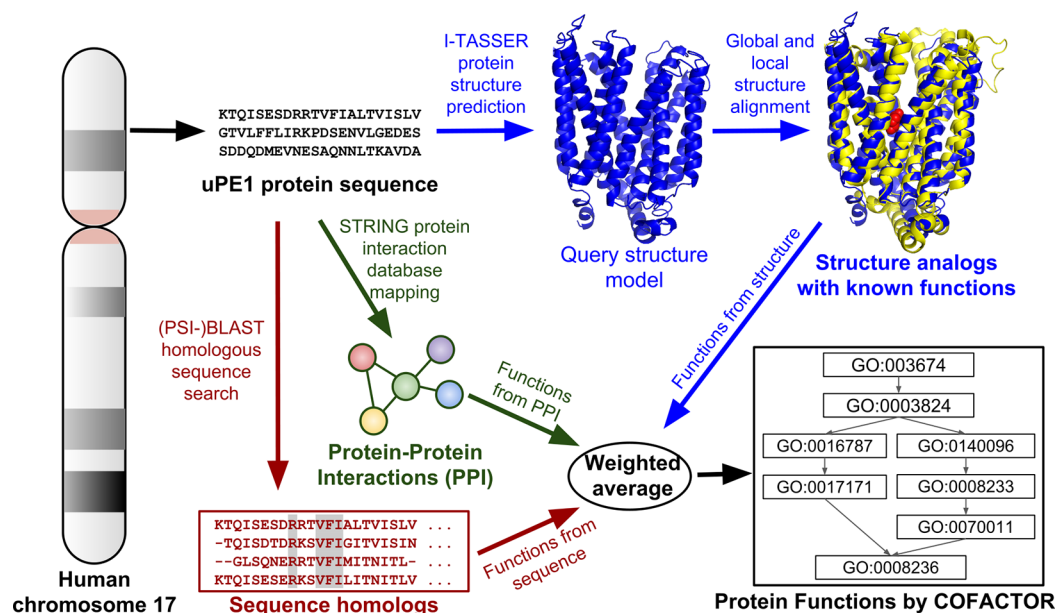 I-TASSER
protein
structure
prediction
Global and
local
structure
alignment
KTQISESDRRTVFIALTVISLV
GTVLFFLIRKPDSENVLGEDES
SDDQDMEVNESAQNNLTKAVDA
uPE1 protein sequence
STRING protein
interaction
database
mapping
Query structure
model
Structure analogs
with known functions
Functions from structure
(PSI-)BLAST
homologous
sequence
search
Functions
from PPI
Protein-Protein
Interactions (PPI)
Weighted
average
GO:003674
GO:0003824
GO:0016787
GO:0140096
GO:0017171
GO:0008233
GO:0070011
GO:0008236
KTQISESDRRTVFIALTVISLV ...
-TQISDTDRKSVFIGITVISIN ...
--GLSQNERRTVFIMITNITL- ...
KTQISESERKSVFILITNITLV ...
Functions from
sequence
Human
chromosome 17
Sequence homologs
Protein Functions by COFACTOR